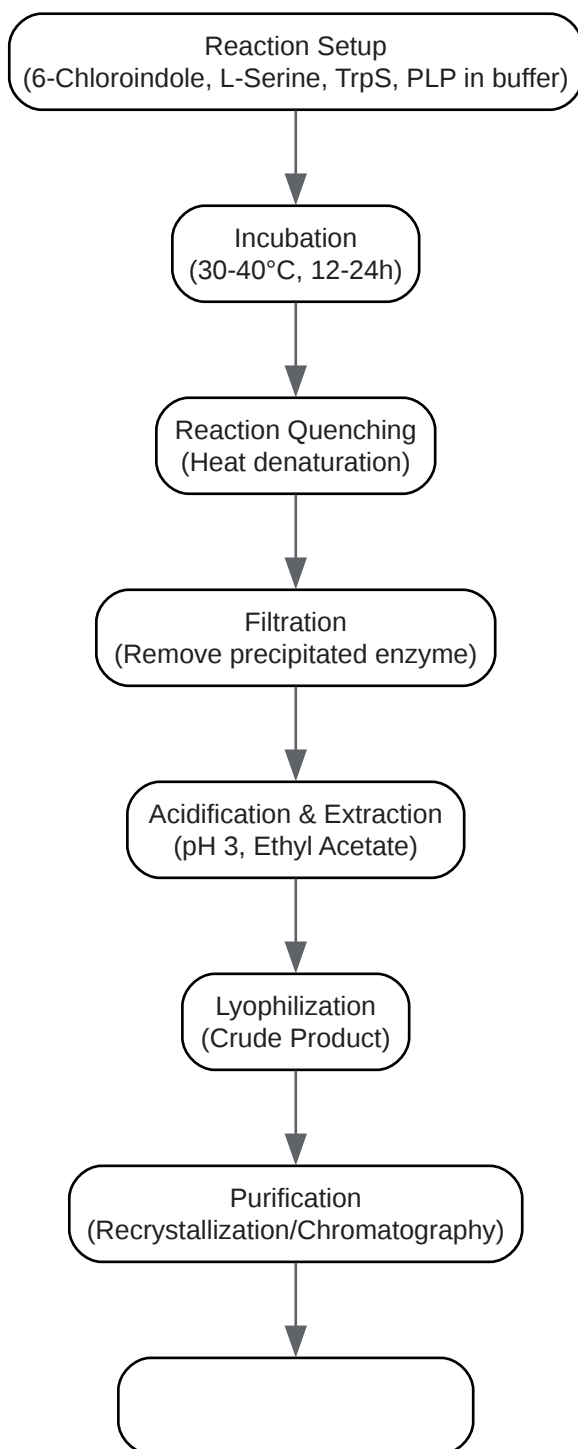 Reaction Setup
(6-Chloroindole, L-Serine, TrpS, PLP in buffer)
Incubation
(30-40°C, 12-24h)
Reaction Quenching
(Heat denaturation)
Filtration
(Remove precipitated enzyme)
Acidification & Extraction
(pH 3, Ethyl Acetate)
Lyophilization
(Crude Product)
Purification
(Recrystallization/Chromatography)